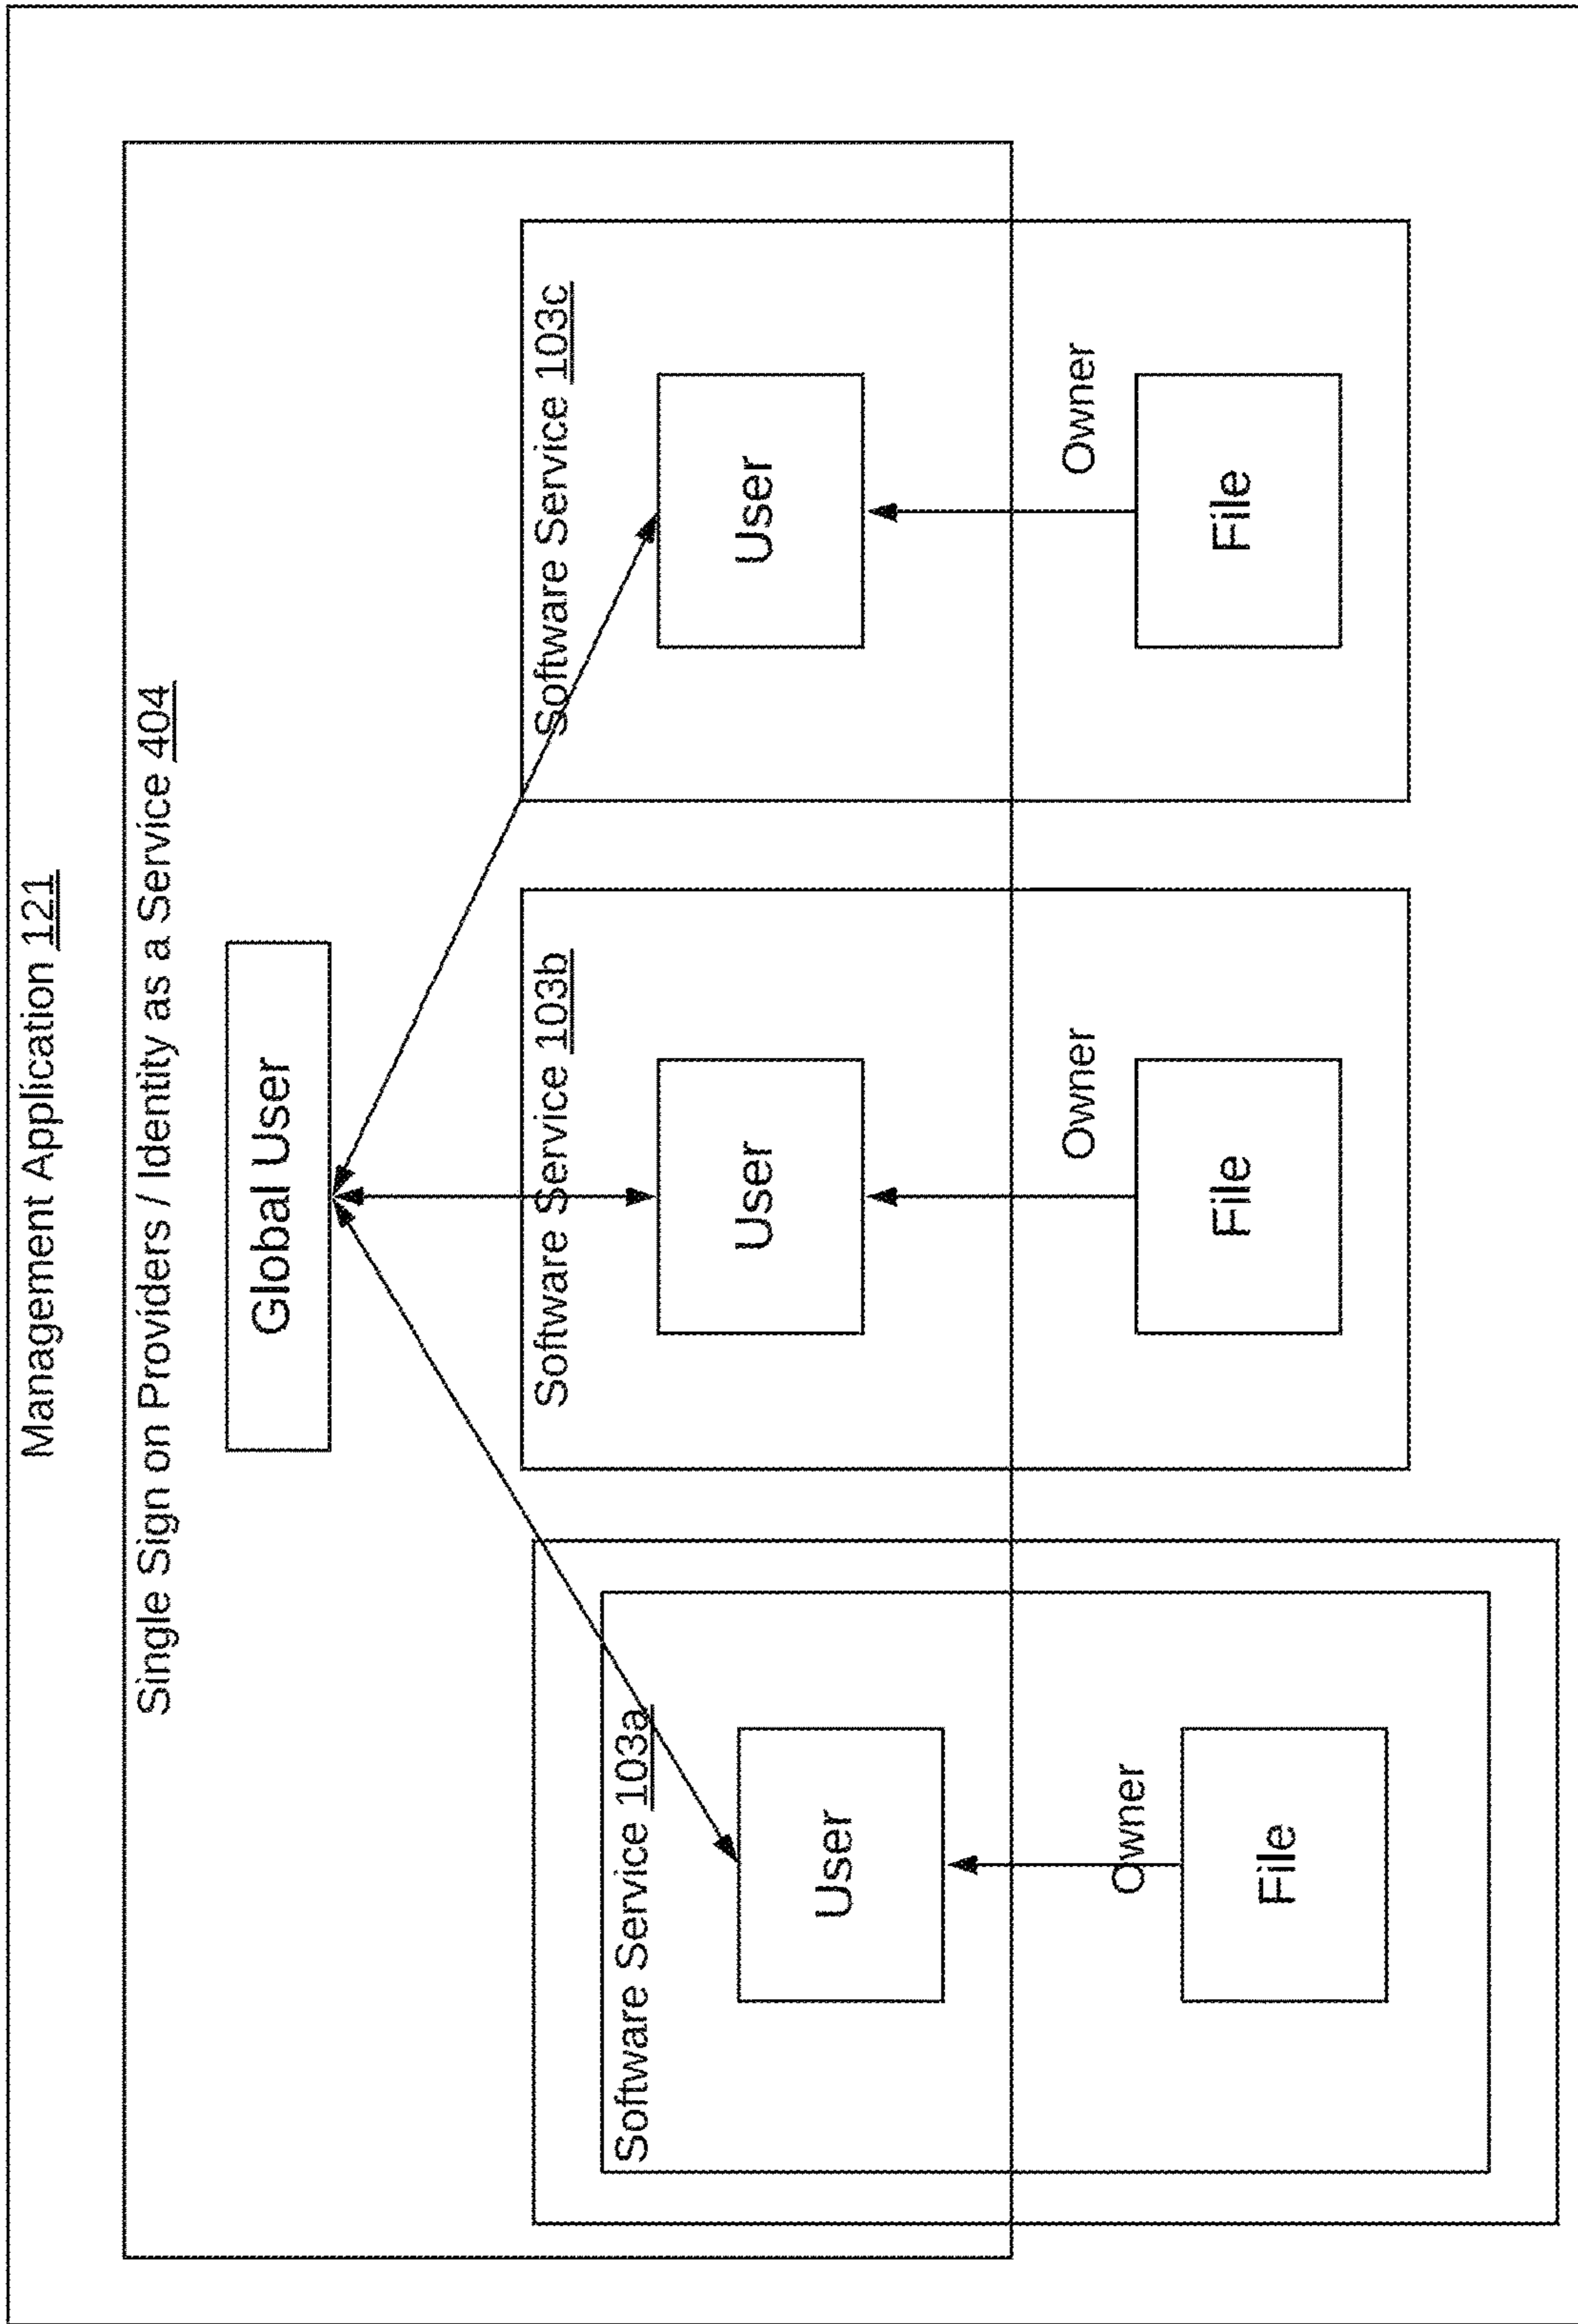 Management Application 121
Single Sign on Providers / Identity as a Service 404
Global User
Software Service 103a
User
Owner
File
Software Service 103b
User
Owner
File
Software Service 103c
User
Owner
File